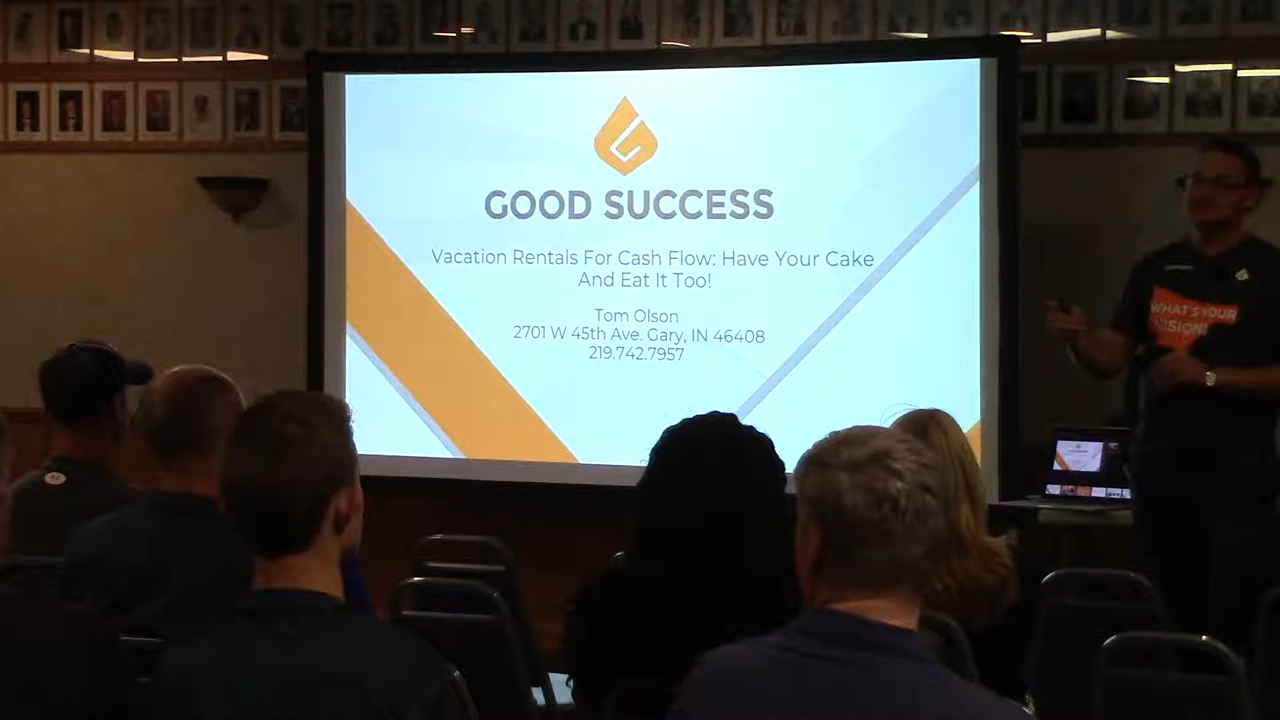 GOOD SUCCESS
Vacation Rentals For Cash Flow: Have Your Cake
And Eat It Too!
Tom Olson
2701 W 45th Ave. Gary, IN 46408
219.742.7957
WHAT'S YOUR
VISION?